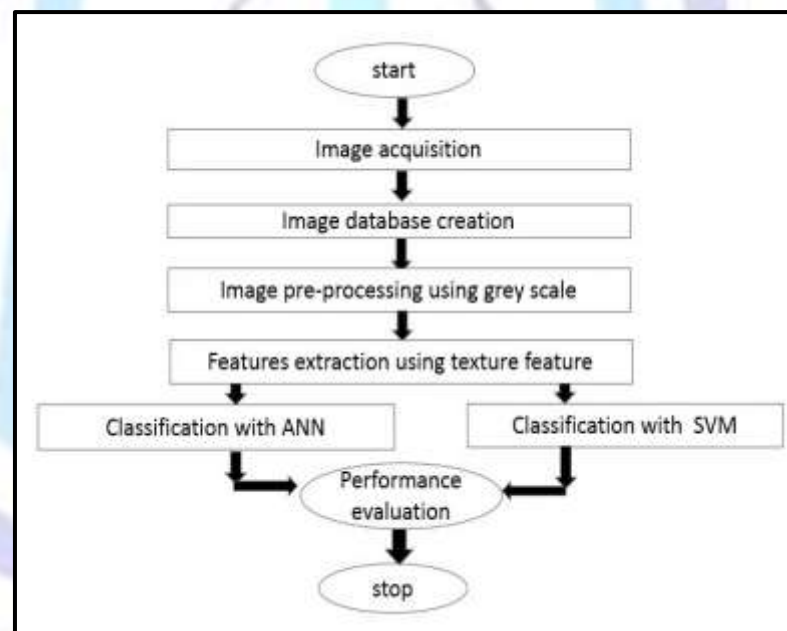 start
Image acquisition
Image database creation
Image pre-processing using grey scale
Features extraction using texture feature
Classification with ANN
Classification with SVM
Performance
evaluation
stop